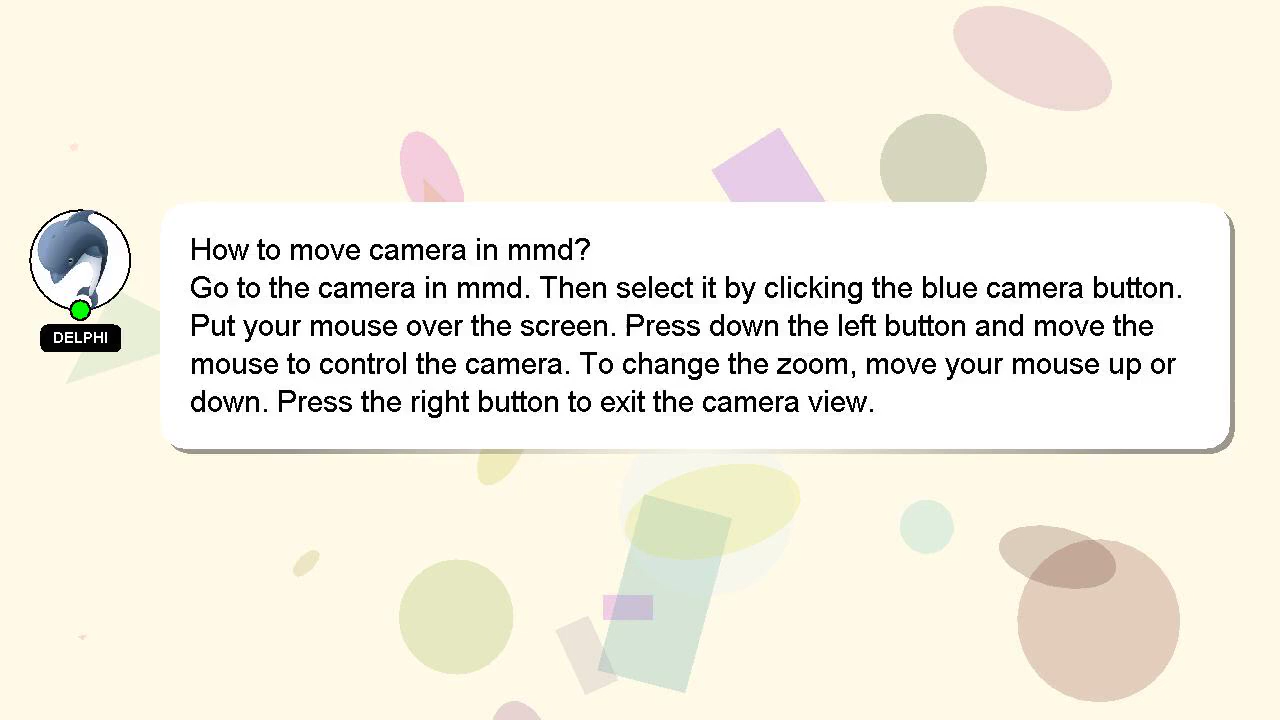 How to move camera in mmd?
Go to the camera in mmd. Then select it by clicking the blue camera button.
Put your mouse over the screen. Press down the left button and move the
mouse to control the camera. To change the zoom, move your mouse up or
down. Press the right button to exit the camera view.
DELPHI